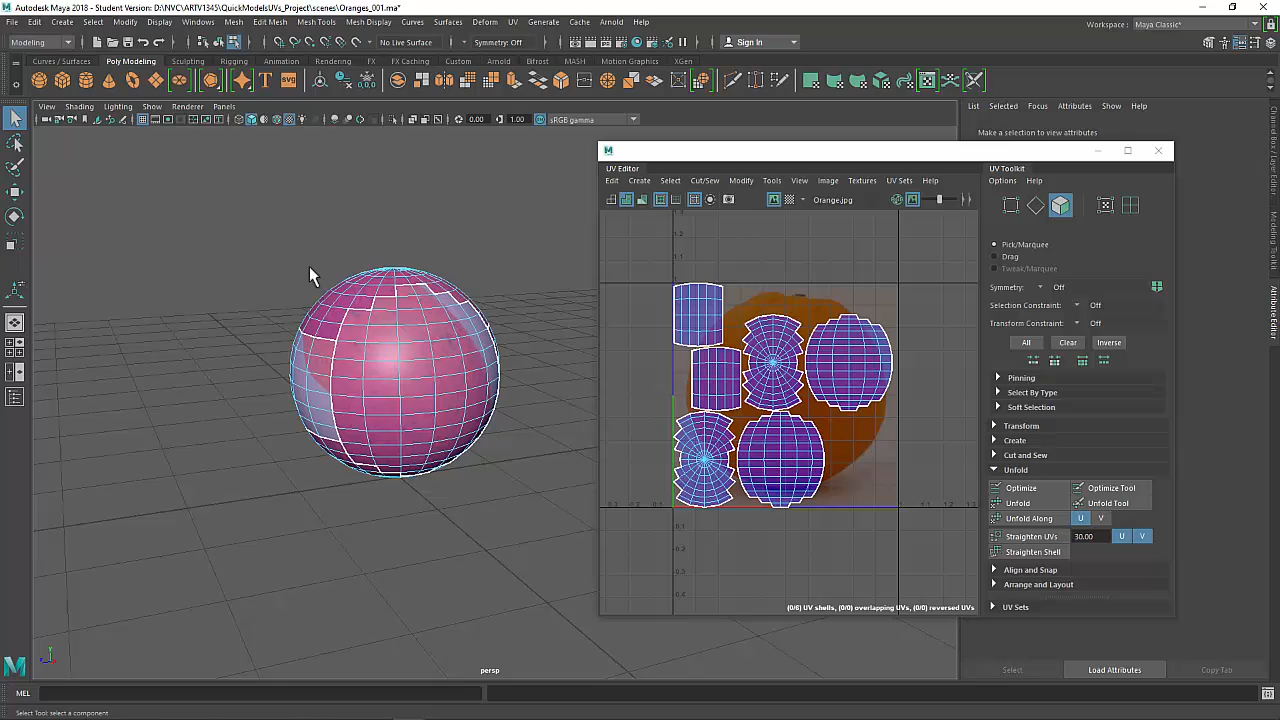 Autodesk Maya 2018 - Student Version: D:\NVC\ARTV1345\QuickModelsUVs_Project\scenes\Oranges_001.ma*
File Edit Create Select Modify Display Windows Mesh Edit Mesh Mesh Tools Mesh Display Curves Surfaces Deform UV Generate Cache Arnold Help
Workspace : Maya Classic*
Modeling No Live Surface Symmetry: Off Sign In
Curves / Surfaces Poly Modeling Sculpting Rigging Animation Rendering FX FX Caching Custom Arnold Bifrost MASH Motion Graphics XGen
View Shading Lighting Show Renderer Panels
0.00 1.00 sRGB gamma
List Selected Focus Attributes Show Help
Make a selection to view attributes
UV Editor
Edit Create Select Cut/Sew Modify Tools View Image Textures UV Sets Help
Orange.jpg
UV Toolkit
Options Help
Pick/Marquee
Drag
Tweak/Marquee
Symmetry: Off
Selection Constraint: Off
Transform Constraint: Off
All Clear Inverse
Pinning
Select By Type
Soft Selection
Transform
Create
Cut and Sew
Unfold
Optimize Optimize Tool
Unfold Unfold Tool
Unfold Along U V
Straighten UVs 30.00 U V
Straighten Shell
Align and Snap
Arrange and Layout
UV Sets
(0/6) UV shells, (0/0) overlapping UVs, (0/0) reversed UVs
persp
Select Load Attributes Copy Tab
Channel Box / Layer Editor
Modeling Toolkit
Attribute Editor
MEL
Select Tool: select a component